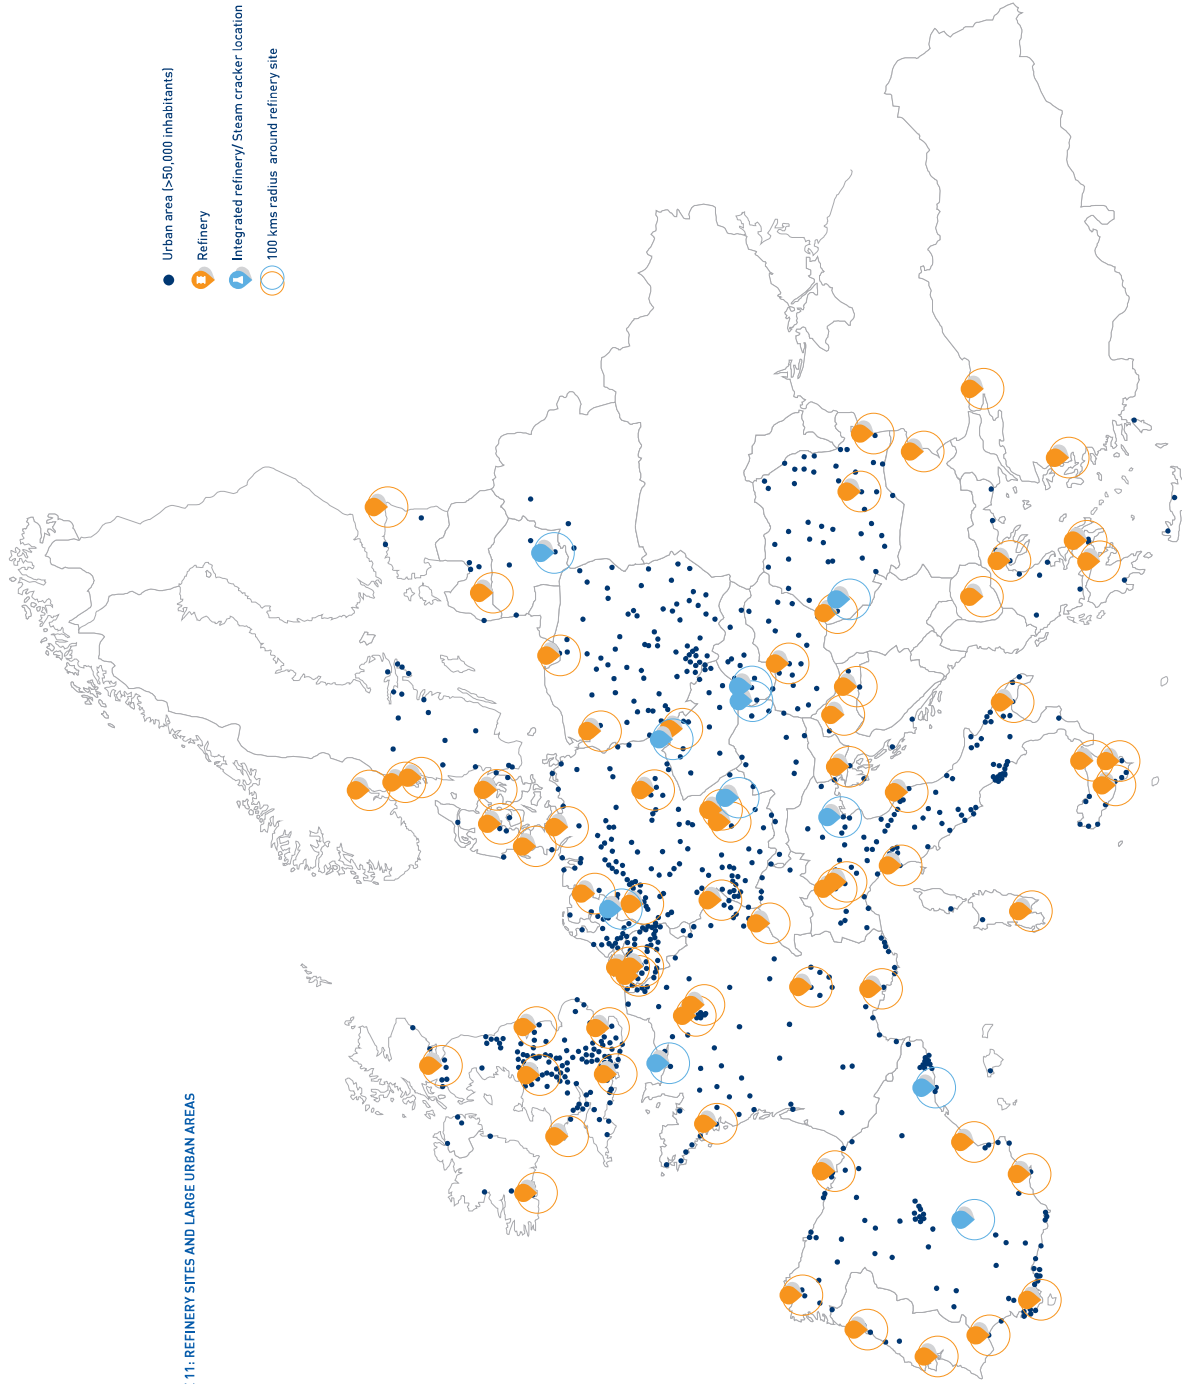 : 11: REFINERY SITES AND LARGE URBAN AREAS
Urban area (>50,000 inhabitants)
Refinery
Integrated refinery/ Steam cracker location
100 kms radius around refinery site